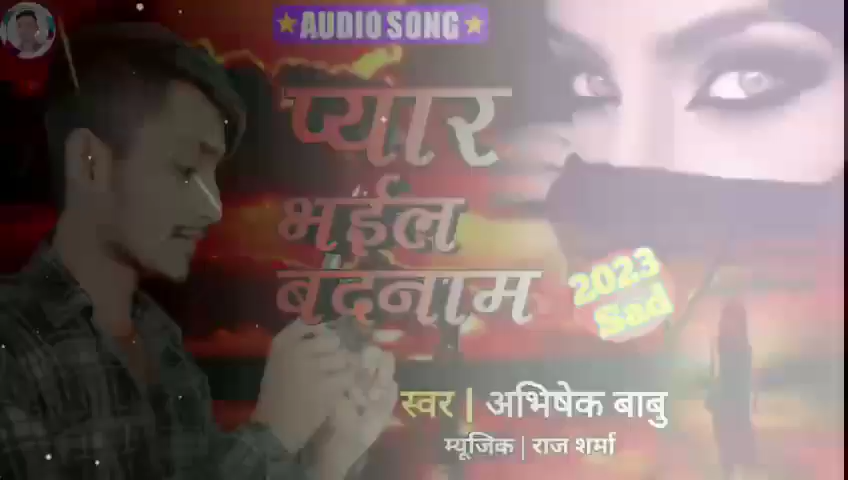 ★ AUDIO SONG ★
प्यार
भईल
बदनाम
2023
Sad
स्वर | अभिषेक बाबु
म्यूजिक | राज शर्मा